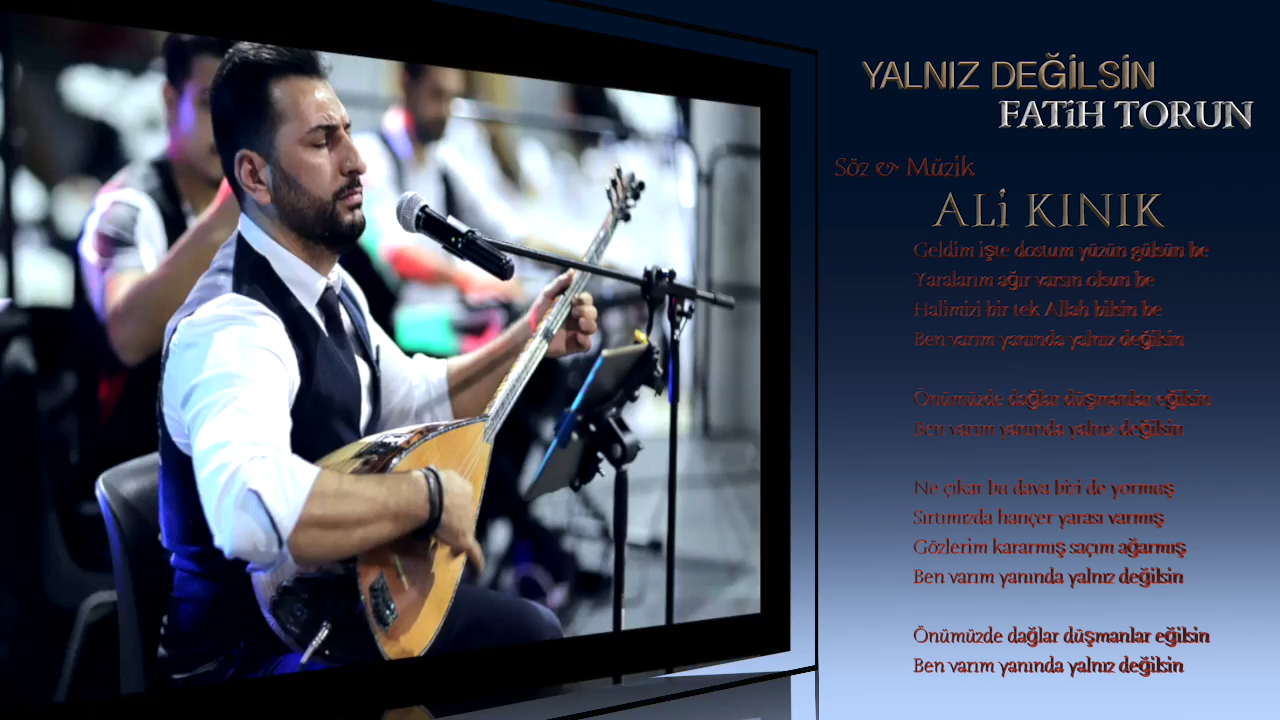 YALNIZ DEĞİLSİN
FATiH TORUN
Söz & Müzik
ALi KINIK
Geldim işte dostum yüzün gülsün be
Yaralarım ağır varsın olsun be
Halimizi bir tek Allah bilsin be
Ben varım yanında yalnız değilsin
Önümüzde dağlar düşmanlar eğilsin
Ben varım yanında yalnız değilsin
Ne çıkar bu dava bizi de yormuş
Sırtımızda hançer yarası varmış
Gözlerim kararmış saçım ağarmış
Ben varım yanında yalnız değilsin
Önümüzde dağlar düşmanlar eğilsin
Ben varım yanında yalnız değilsin